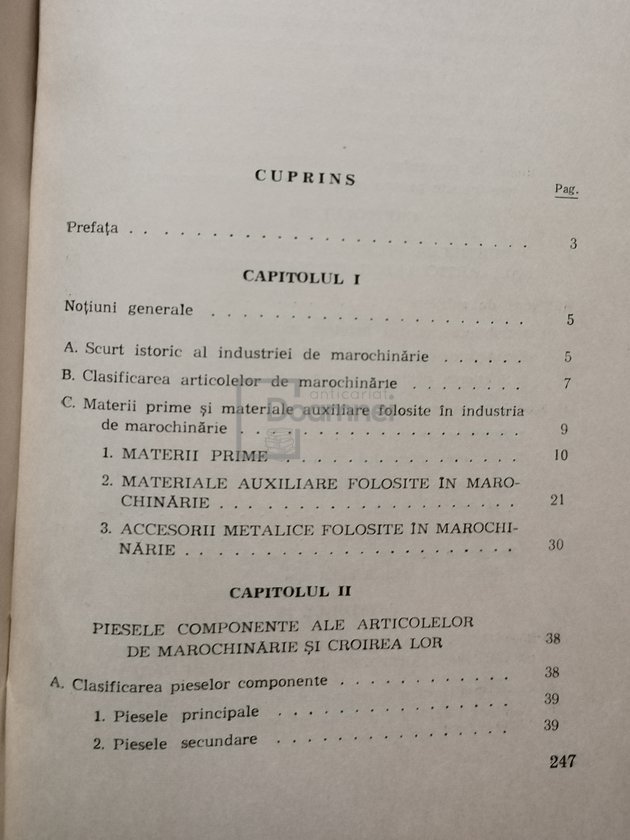 CUPRINS
Pag.
Prefața . . . . . . . . . . . . . . . . . . . . . 3
CAPITOLUL I
Noțiuni generale . . . . . . . . . . . . . . . . . 5
A. Scurt istoric al industriei de marochinărie . . . . . . 5
B. Clasificarea articolelor de marochinărie . . . . . . . . 7
C. Materii prime și materiale auxiliare folosite în industria
de marochinărie . . . . . . . . . . . . . . . 9
1. MATERII PRIME . . . . . . . . . . . . . 10
2. MATERIALE AUXILIARE FOLOSITE ÎN MARO-
CHINĂRIE . . . . . . . . . . . . . . . . 21
3. ACCESORII METALICE FOLOSITE ÎN MAROCHI-
NĂRIE . . . . . . . . . . . . . . . . . . 30
CAPITOLUL II
PIESELE COMPONENTE ALE ARTICOLELOR
DE MAROCHINĂRIE ȘI CROIREA LOR 38
A. Clasificarea pieselor componente . . . . . . . . . . . 38
1. Piesele principale . . . . . . . . . . . . . . . 39
2. Piesele secundare . . . . . . . . . . . . . . . 39
247
anticariat
Doamnei